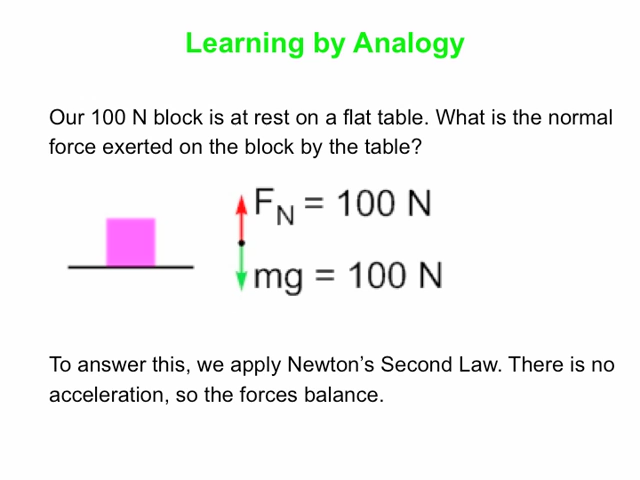 Learning by Analogy
Our 100 N block is at rest on a flat table. What is the normal
force exerted on the block by the table?
FN = 100 N
mg = 100 N
To answer this, we apply Newton’s Second Law. There is no
acceleration, so the forces balance.